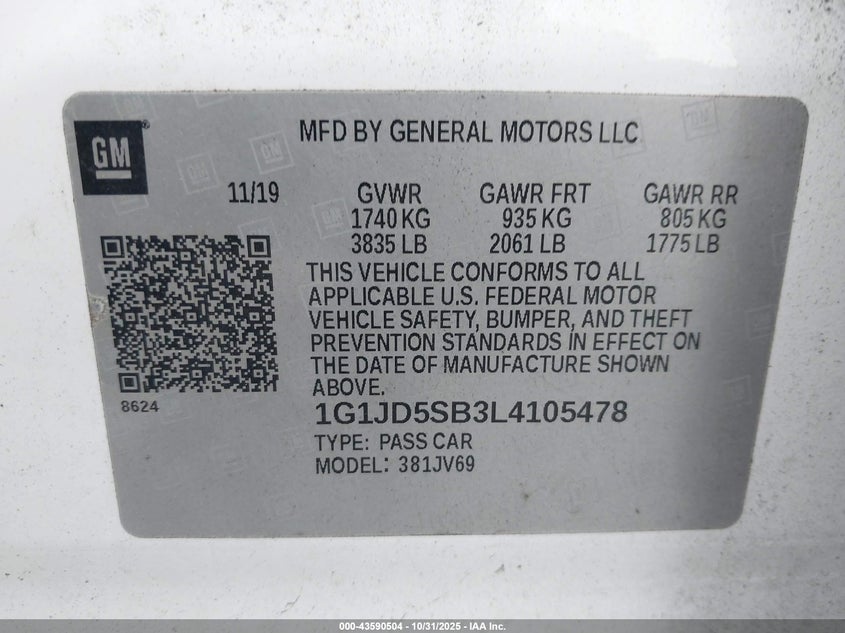 GM
MFD BY GENERAL MOTORS LLC
11/19 GVWR GAWR FRT GAWR RR
1740 KG 935 KG 805 KG
3835 LB 2061 LB 1775 LB
THIS VEHICLE CONFORMS TO ALL
APPLICABLE U.S. FEDERAL MOTOR
VEHICLE SAFETY, BUMPER, AND THEFT
PREVENTION STANDARDS IN EFFECT ON
THE DATE OF MANUFACTURE SHOWN
ABOVE.
8624
1G1JD5SB3L4105478
TYPE: PASS CAR
MODEL: 381JV69
000-43590504 - 10/31/2025 - IAA Inc.